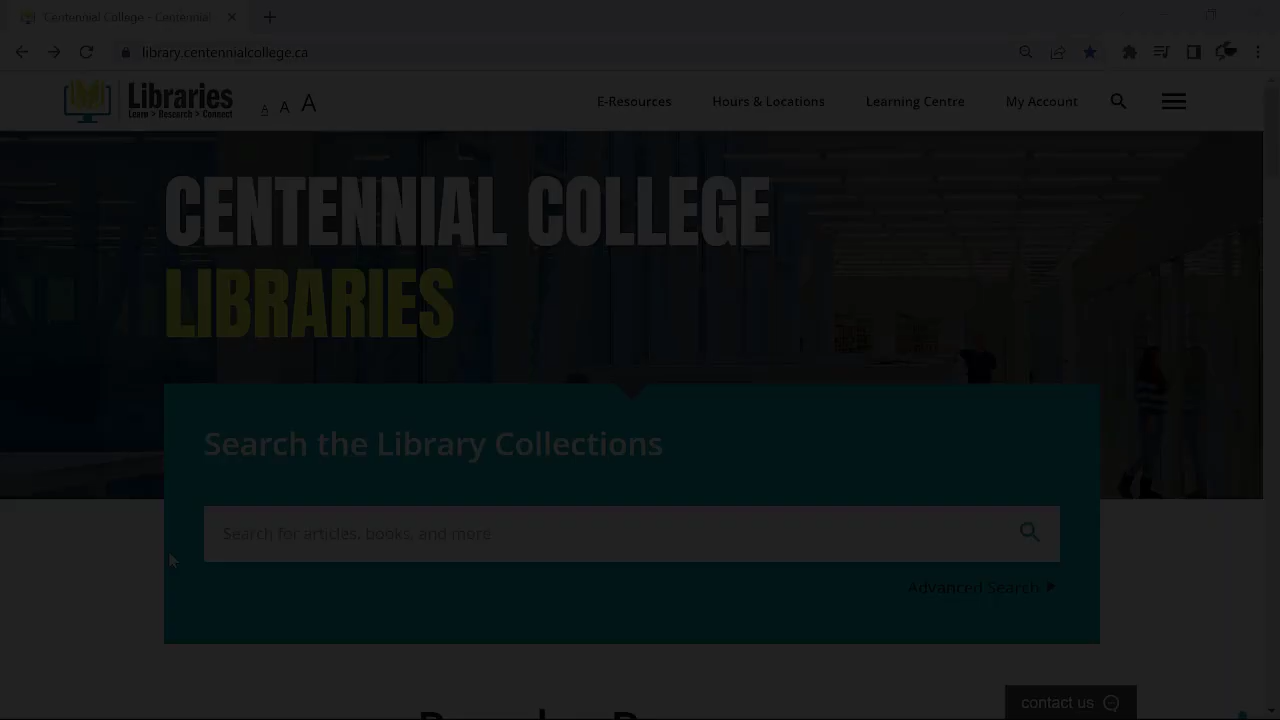 Centennial College - Centennial
library.centennialcollege.ca
Libraries
Learn > Research > Connect
A A A
E-Resources
Hours & Locations
Learning Centre
My Account
CENTENNIAL COLLEGE
LIBRARIES
Search the Library Collections
Search for articles, books, and more
Advanced Search
contact us